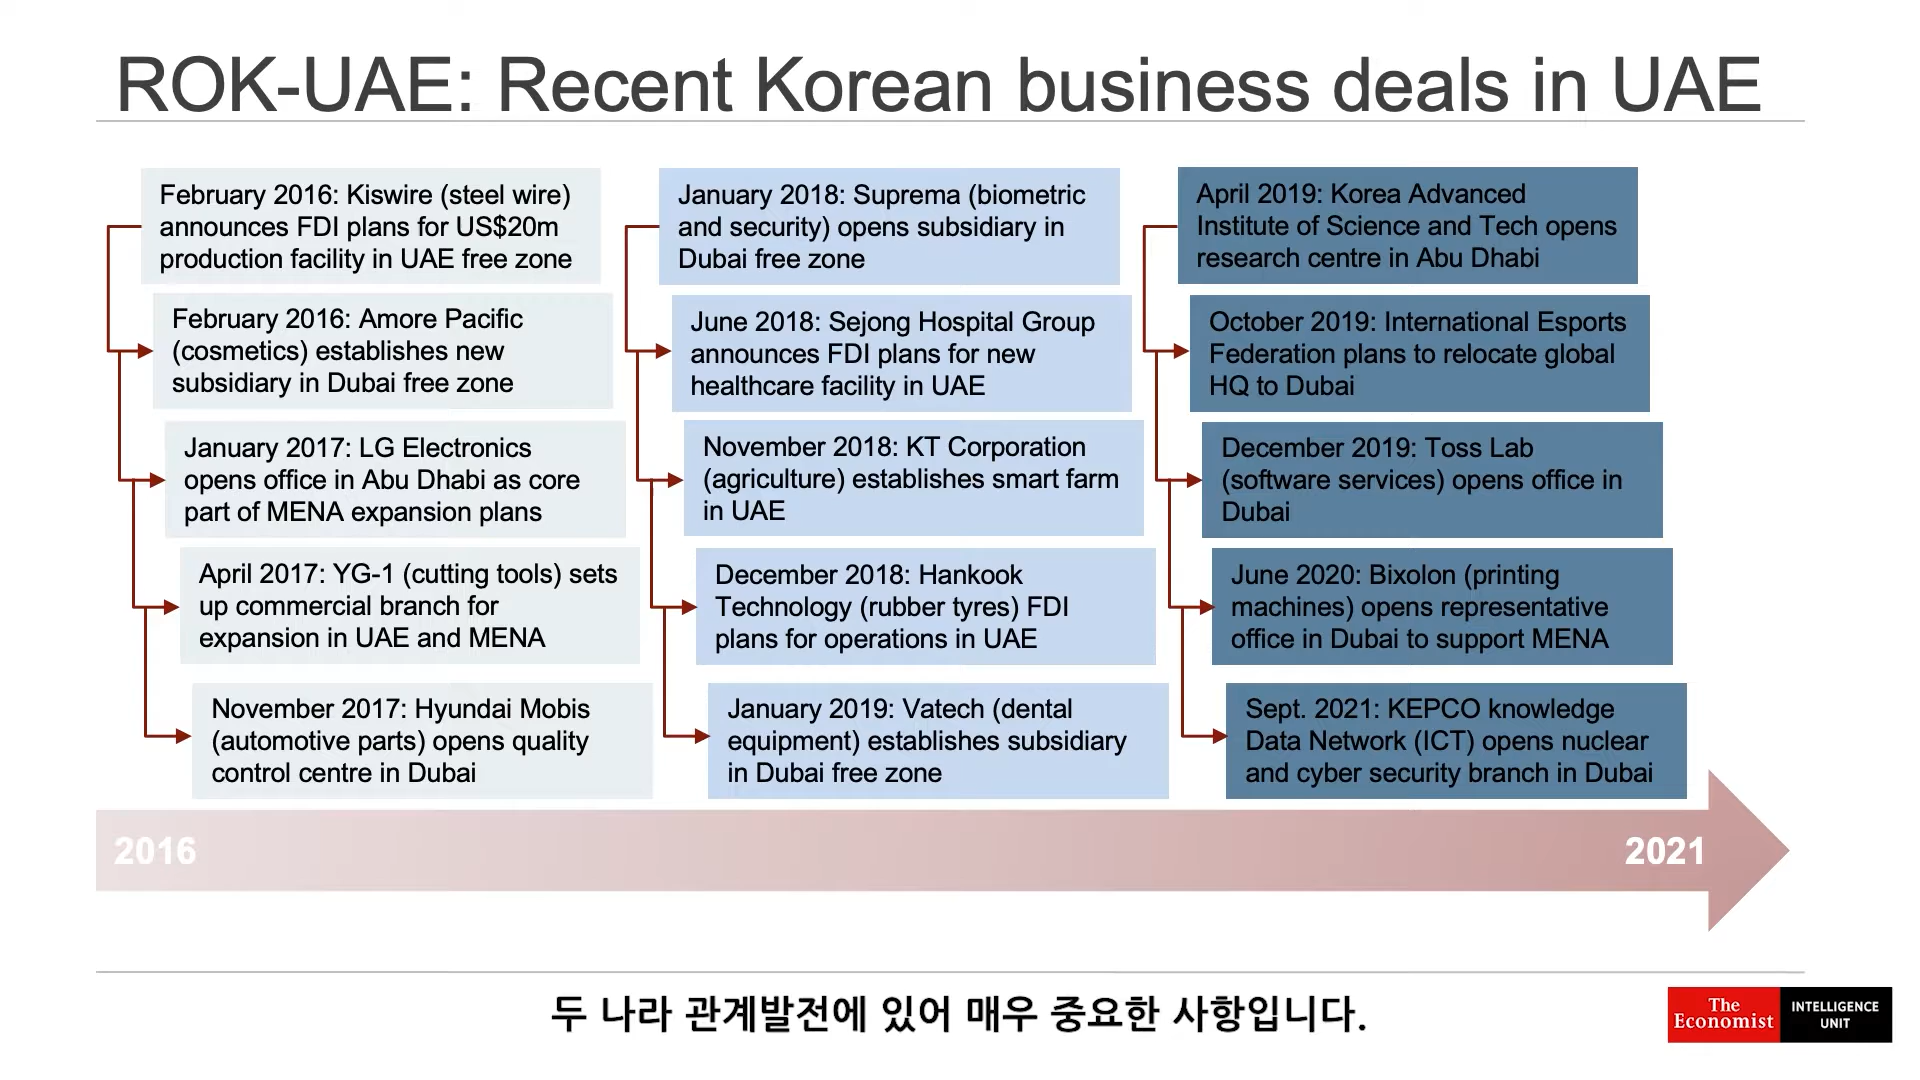 ROK-UAE: Recent Korean business deals in UAE
February 2016: Kiswire (steel wire)
announces FDI plans for US$20m
production facility in UAE free zone
February 2016: Amore Pacific
(cosmetics) establishes new
subsidiary in Dubai free zone
January 2017: LG Electronics
opens office in Abu Dhabi as core
part of MENA expansion plans
April 2017: YG-1 (cutting tools) sets
up commercial branch for
expansion in UAE and MENA
November 2017: Hyundai Mobis
(automotive parts) opens quality
control centre in Dubai
January 2018: Suprema (biometric
and security) opens subsidiary in
Dubai free zone
June 2018: Sejong Hospital Group
announces FDI plans for new
healthcare facility in UAE
November 2018: KT Corporation
(agriculture) establishes smart farm
in UAE
December 2018: Hankook
Technology (rubber tyres) FDI
plans for operations in UAE
January 2019: Vatech (dental
equipment) establishes subsidiary
in Dubai free zone
April 2019: Korea Advanced
Institute of Science and Tech opens
research centre in Abu Dhabi
October 2019: International Esports
Federation plans to relocate global
HQ to Dubai
December 2019: Toss Lab
(software services) opens office in
Dubai
June 2020: Bixolon (printing
machines) opens representative
office in Dubai to support MENA
Sept. 2021: KEPCO knowledge
Data Network (ICT) opens nuclear
and cyber security branch in Dubai
2016
2021
두 나라 관계발전에 있어 매우 중요한 사항입니다.
The
Economist
INTELLIGENCE
UNIT